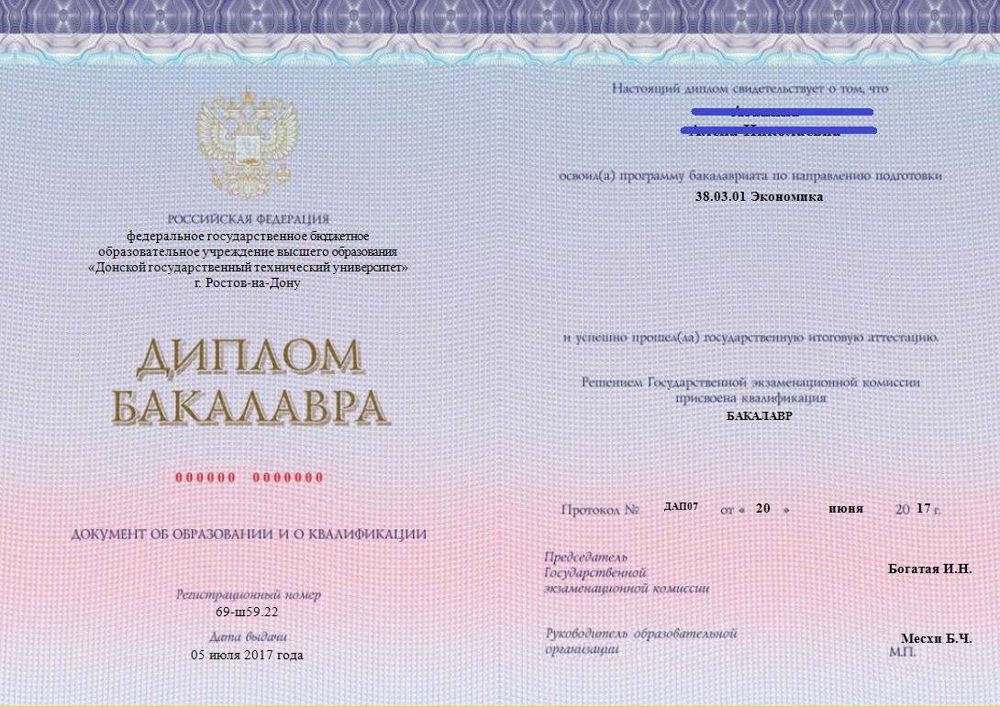 РОССИЙСКАЯ ФЕДЕРАЦИЯ
федеральное государственное бюджетное
образовательное учреждение высшего образования
«Донской государственный технический университет»
г. Ростов-на-Дону
ДИПЛОМ
БАКАЛАВРА
000000 0000000
ДОКУМЕНТ ОБ ОБРАЗОВАНИИ И О КВАЛИФИКАЦИИ
Регистрационный номер
69-ш59.22
Дата выдачи
05 июля 2017 года
Настоящий диплом свидетельствует о том, что
освоил(а) программу бакалавриата по направлению подготовки
38.03.01 Экономика
и успешно прошел(ла) государственную итоговую аттестацию.
Решением Государственной экзаменационной комиссии
присвоена квалификация
БАКАЛАВР
Протокол № ДАП07 от « 20 » июня 20 17 г.
Председатель
Государственной
экзаменационной комиссии
Богатая И.Н.
Руководитель образовательной
организации
Месхи Б.Ч.
М.П.